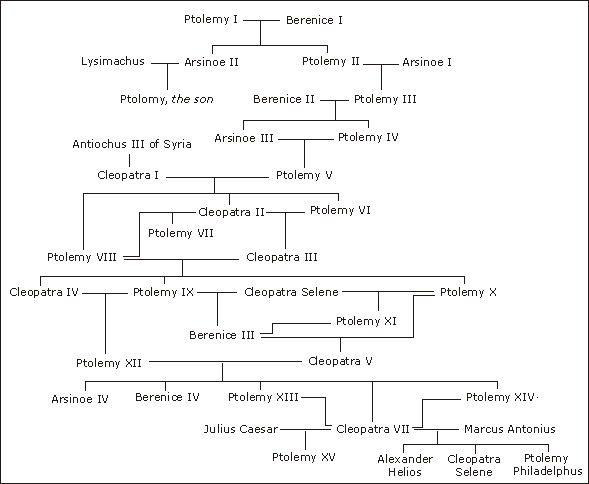 Ptolemy I Berenice I
Lysimachus Arsinoe II Ptolemy II Arsinoe I
Ptolomy, the son Berenice II Ptolemy III
Arsinoe III Ptolemy IV
Antiochus III of Syria
Cleopatra I Ptolemy V
Cleopatra II Ptolemy VI
Ptolemy VII
Ptolemy VIII Cleopatra III
Cleopatra IV Ptolemy IX Cleopatra Selene Ptolemy X
Ptolemy XI
Berenice III
Ptolemy XII Cleopatra V
Arsinoe IV Berenice IV Ptolemy XIII Ptolemy XIV
Julius Caesar Cleopatra VII Marcus Antonius
Ptolemy XV
Alexander Helios Cleopatra Selene Ptolemy Philadelphus